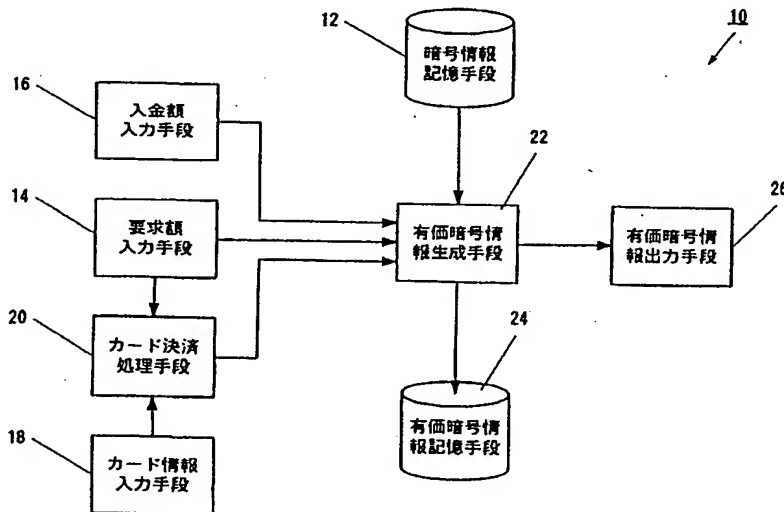 10
12
暗号情報
記憶手段
16
入金額
入力手段
22
14
要求額
入力手段
有価暗号情
報生成手段
26
有価暗号情
報出力手段
20
カード決済
処理手段
24
有価暗号情
報記憶手段
18
カード情報
入力手段